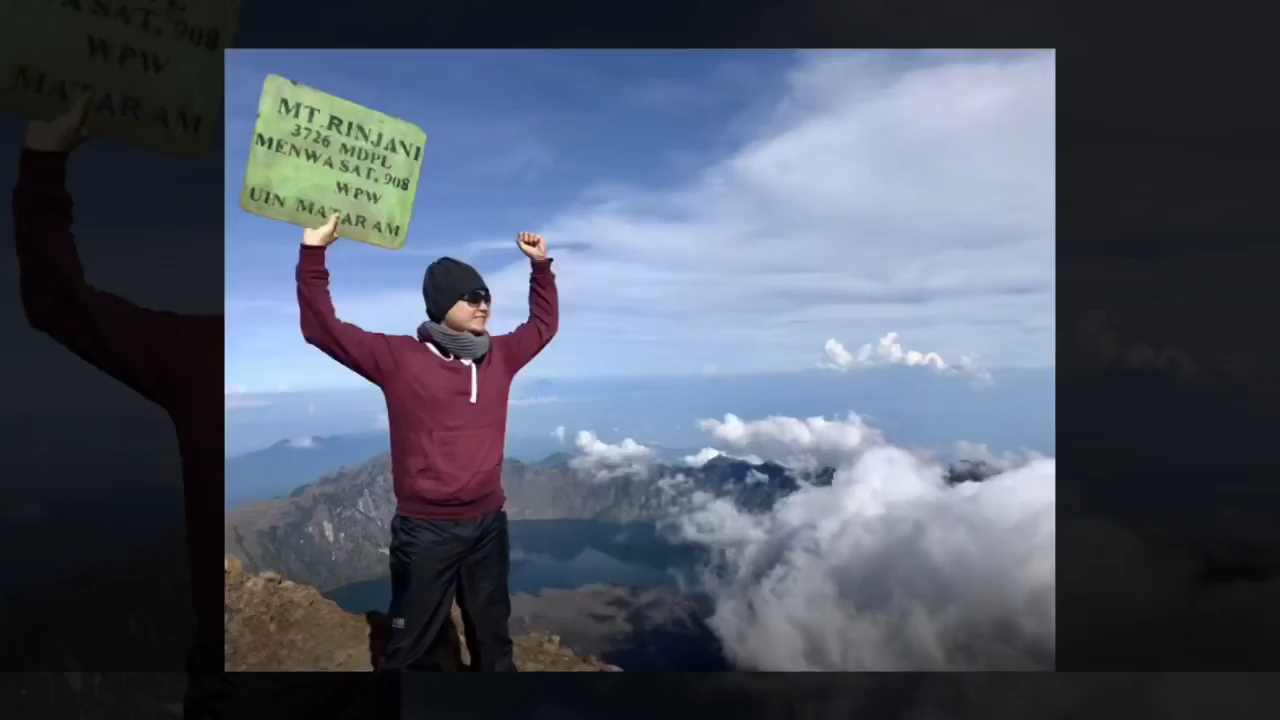 MT.RINJANI
3726 MDPL
MENWA SAT. 908
WPW
UIN MATARAM